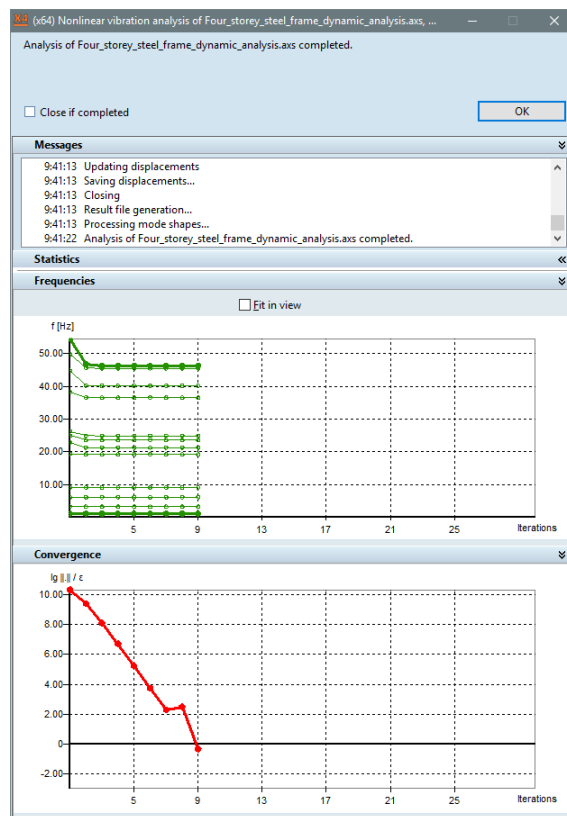 (x64) Nonlinear vibration analysis of Four_storey_steel_frame_dynamic_analysis.axs, ...
Analysis of Four_storey_steel_frame_dynamic_analysis.axs completed.
Close if completed
OK
Messages
9:41:13 Updating displacements
9:41:13 Saving displacements...
9:41:13 Closing
9:41:13 Result file generation...
9:41:13 Processing mode shapes...
9:41:22 Analysis of Four_storey_steel_frame_dynamic_analysis.axs completed.
Statistics
Frequencies
Fit in view
f [Hz]
50.00
40.00
30.00
20.00
10.00
5 9 13 17 21 25 Iterations
Convergence
lg ||.|| / ε
10.00
8.00
6.00
4.00
2.00
0
-2.00
5 9 13 17 21 25 Iterations